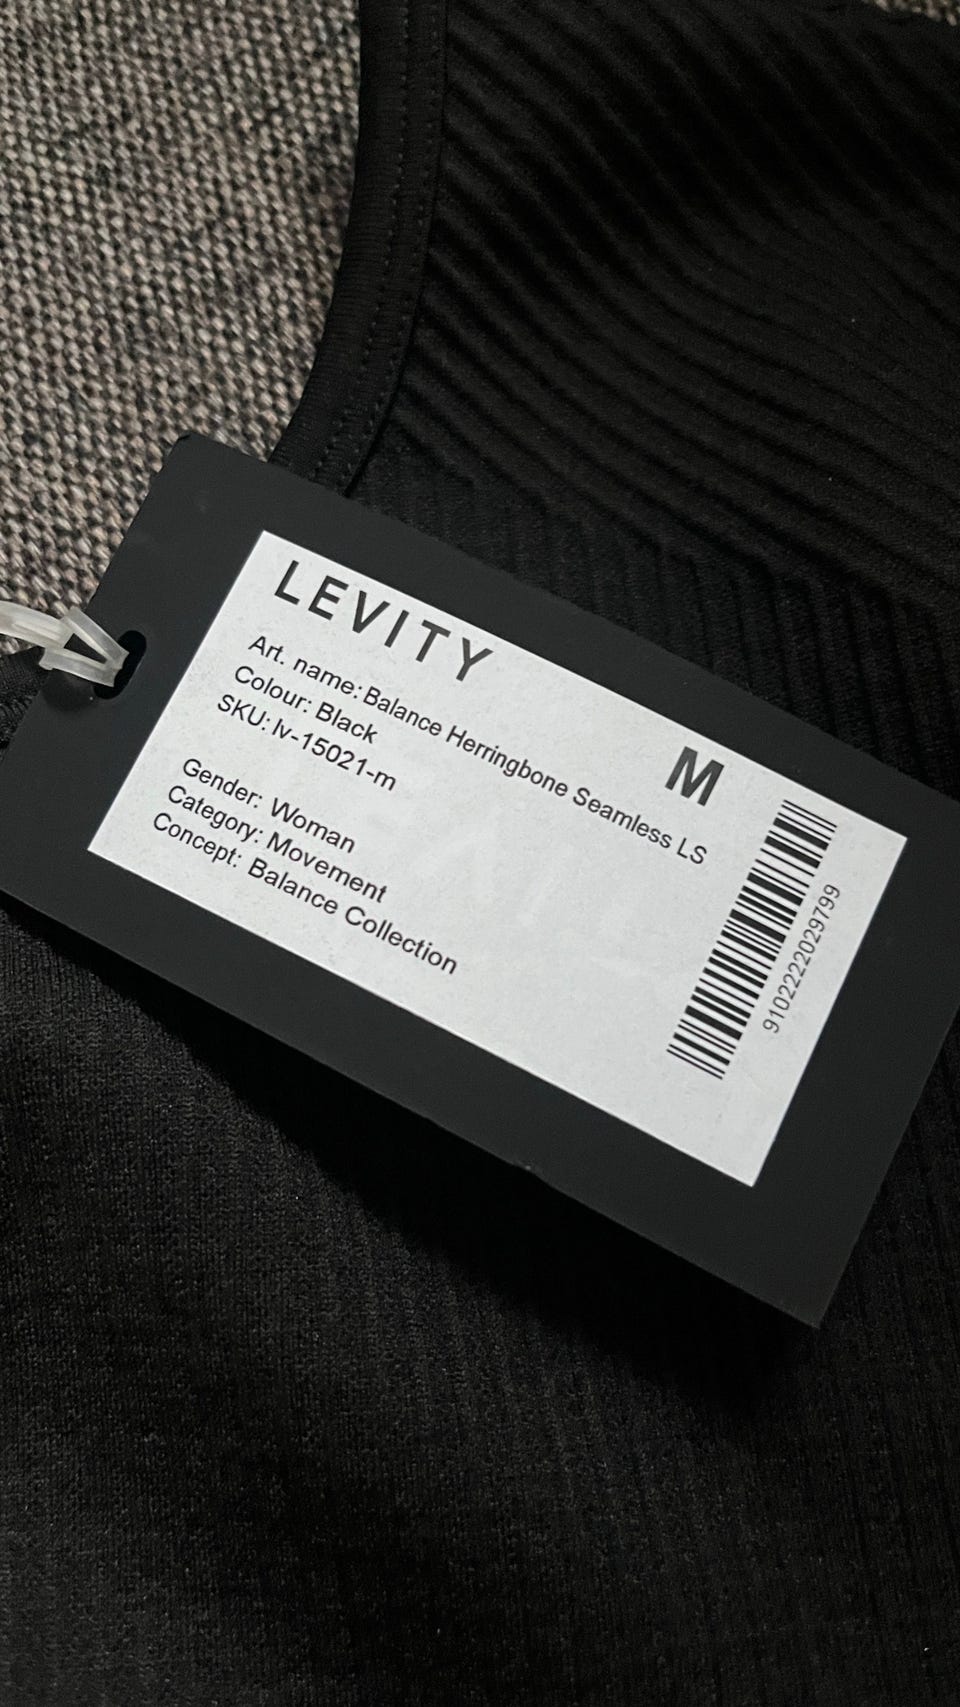 LEVITY
Art. name: Balance Herringbone Seamless LS
Colour: Black
SKU: lv-15021-m
M
Gender: Woman
Category: Movement
Concept: Balance Collection
9102222029799